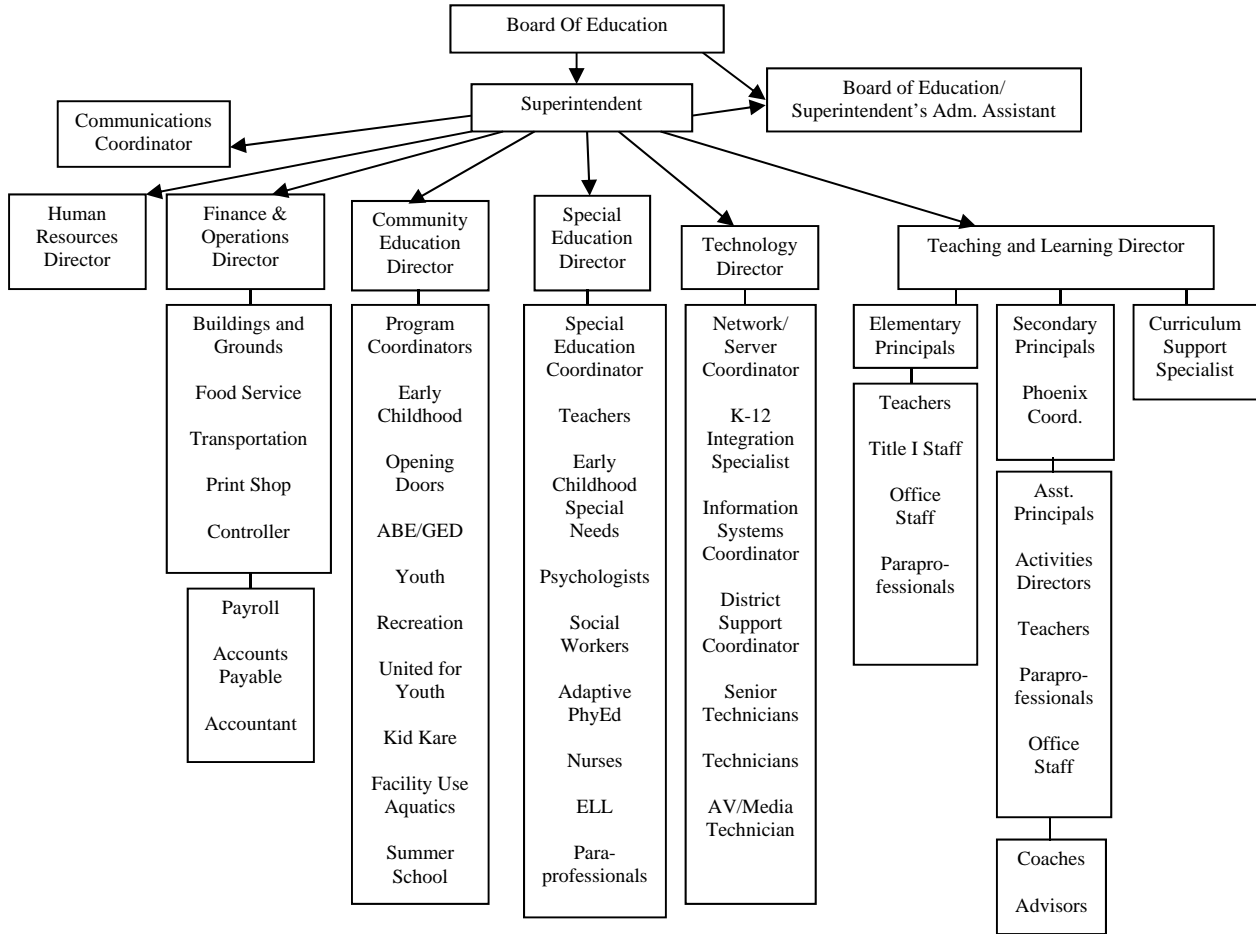 Board Of Education
Superintendent
Board of Education/
Superintendent's Adm. Assistant
Communications
Coordinator
Human
Resources
Director
Finance &
Operations
Director
Community
Education
Director
Special
Education
Director
Technology
Director
Teaching and Learning Director
Buildings and
Grounds
Food Service
Transportation
Print Shop
Controller
Payroll
Accounts
Payable
Accountant
Program
Coordinators
Early
Childhood
Opening
Doors
ABE/GED
Youth
Recreation
United for
Youth
Kid Kare
Facility Use
Aquatics
Summer
School
Special
Education
Coordinator
Teachers
Early
Childhood
Special
Needs
Psychologists
Social
Workers
Adaptive
PhyEd
Nurses
ELL
Para-
professionals
Network/
Server
Coordinator
K-12
Integration
Specialist
Information
Systems
Coordinator
District
Support
Coordinator
Senior
Technicians
Technicians
AV/Media
Technician
Elementary
Principals
Teachers
Title I Staff
Office
Staff
Parapro-
fessionals
Secondary
Principals
Phoenix
Coord.
Asst.
Principals
Activities
Directors
Teachers
Parapro-
fessionals
Office
Staff
Coaches
Advisors
Curriculum
Support
Specialist